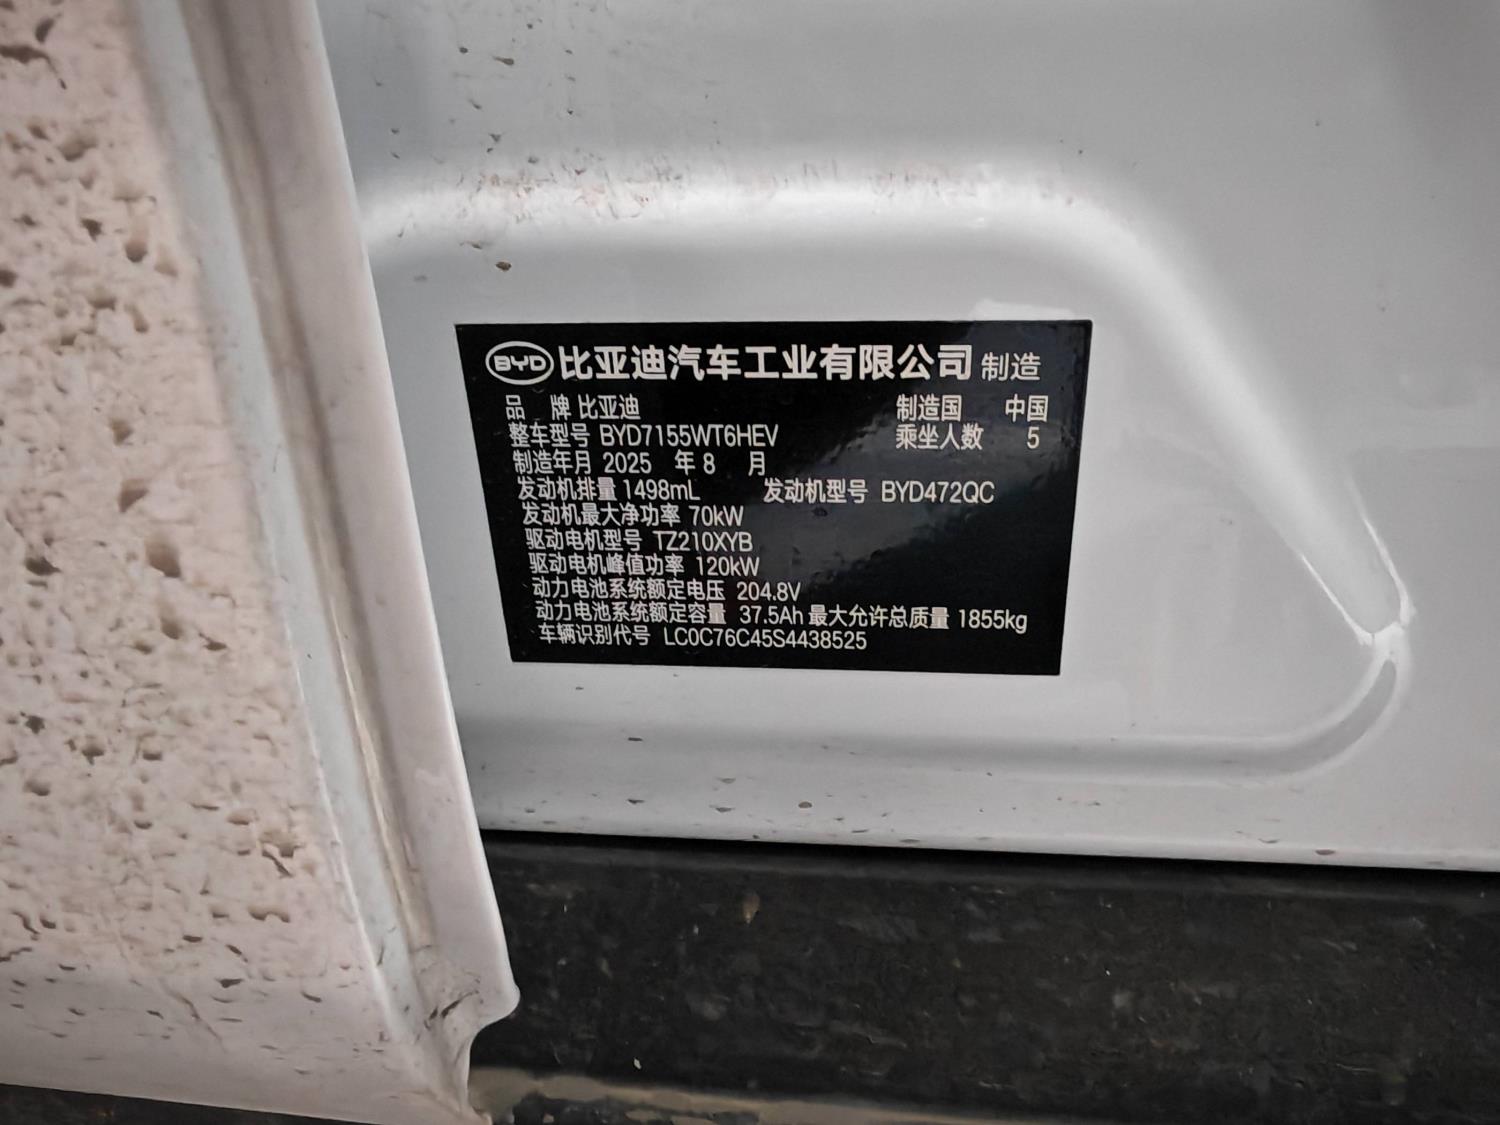 BYD 比亚迪汽车工业有限公司 制造
品 牌 比亚迪 制造国 中国
整车型号 BYD7155WT6HEV 乘坐人数 5
制造年月 2025 年 8 月
发动机排量 1498mL 发动机型号 BYD472QC
发动机最大净功率 70kW
驱动电机型号 TZ210XYB
驱动电机峰值功率 120kW
动力电池系统额定电压 204.8V
动力电池系统额定容量 37.5Ah 最大允许总质量 1855kg
车辆识别代号 LC0C76C45S4438525